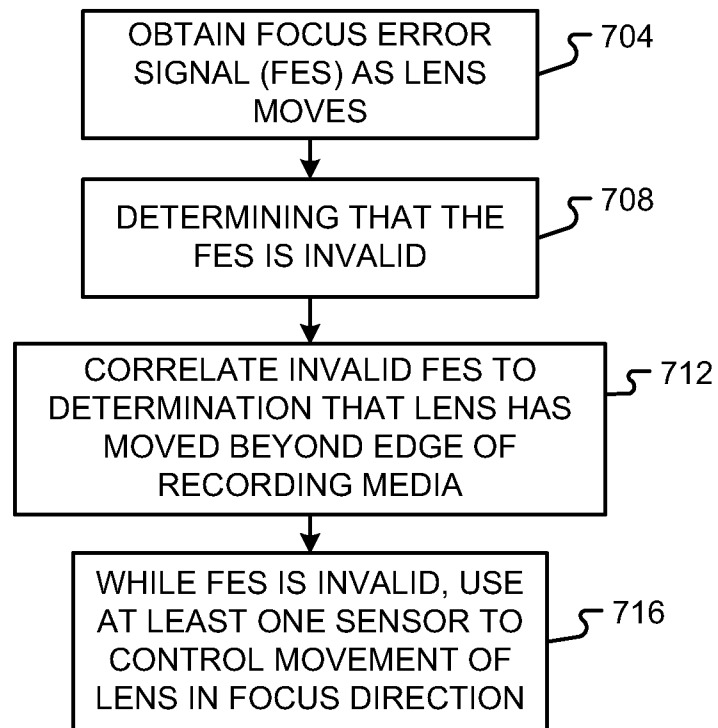 OBTAIN FOCUS ERROR
SIGNAL (FES) AS LENS
MOVES
704
DETERMINING THAT THE
FES IS INVALID
708
CORRELATE INVALID FES TO
DETERMINATION THAT LENS HAS
MOVED BEYOND EDGE OF
RECORDING MEDIA
712
WHILE FES IS INVALID, USE
AT LEAST ONE SENSOR TO
CONTROL MOVEMENT OF
LENS IN FOCUS DIRECTION
716